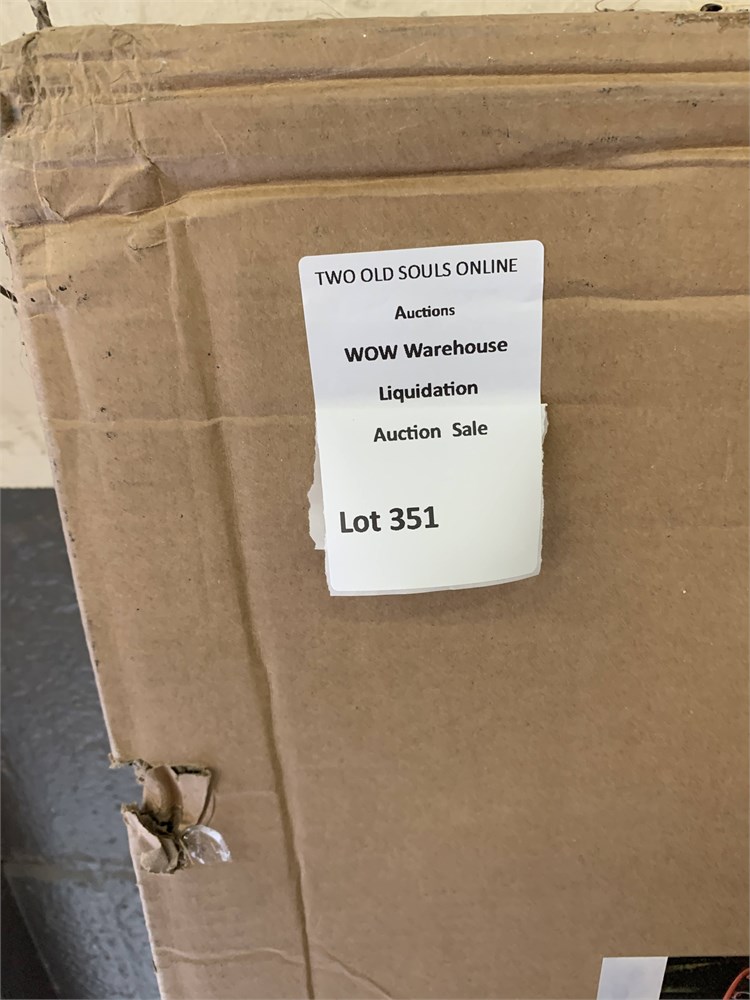 TWO OLD SOULS ONLINE
Auctions
WOW Warehouse
Liquidation
Auction Sale
Lot 351